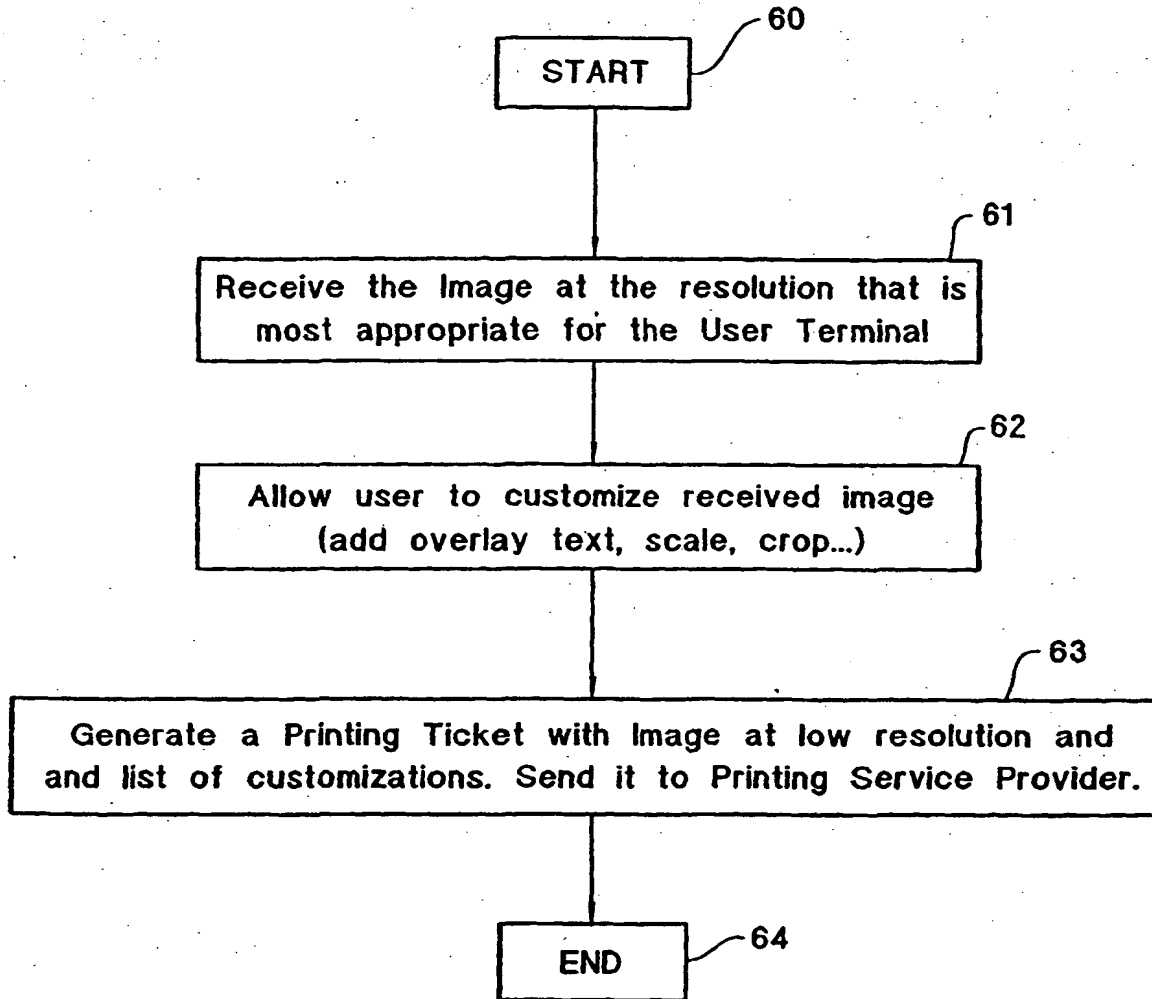 60
START
61
Receive the Image at the resolution that is
most appropriate for the User Terminal
62
Allow user to customize received image
(add overlay text, scale, crop...)
63
Generate a Printing Ticket with Image at low resolution and
and list of customizations. Send it to Printing Service Provider.
64
END